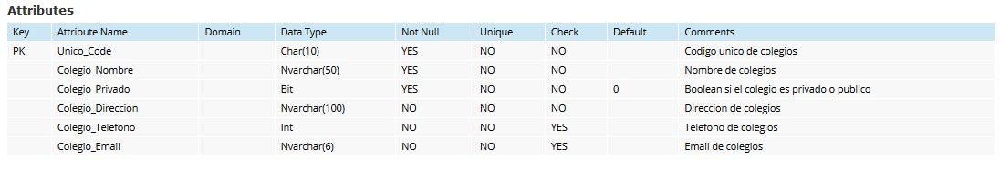 Attributes
Key Attribute Name Domain Data Type Not Null Unique Check Default Comments
PK Unico_Code Char(10) YES NO NO Codigo unico de colegios
Colegio_Nombre Nvarchar(50) YES NO NO Nombre de colegios
Colegio_Privado Bit YES NO NO 0 Boolean si el colegio es privado o publico
Colegio_Direccion Nvarchar(100) NO NO NO Direccion de colegios
Colegio_Telefono Int NO NO YES Telefono de colegios
Colegio_Email Nvarchar(6) NO NO YES Email de colegios